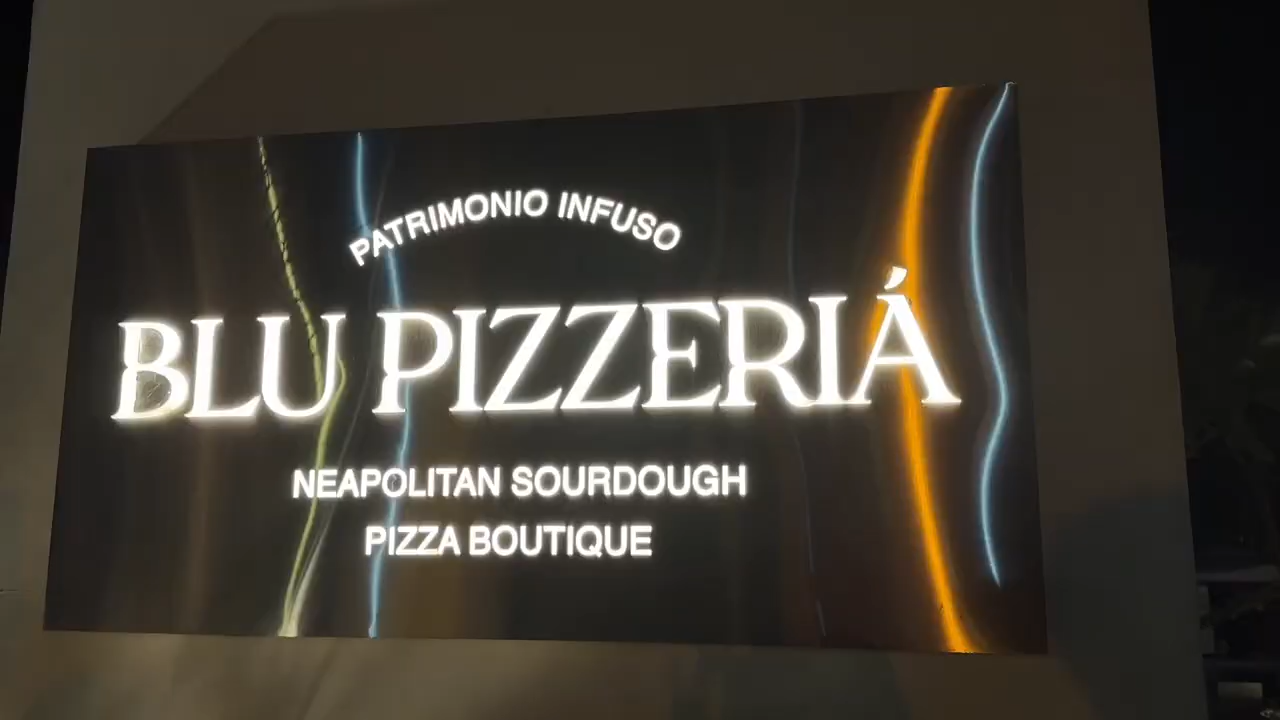 PATRIMONIO INFUSO
BLU PIZZERIÁ
NEAPOLITAN SOURDOUGH
PIZZA BOUTIQUE